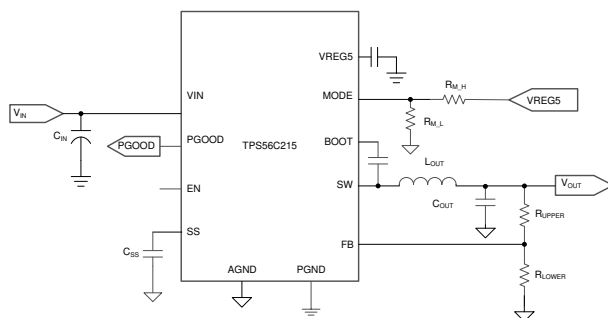 VREG5
MODE
R_M_H
VREG5
V_IN
VIN
C_IN
PGOOD
PGOOD
TPS56C215
R_M_L
BOOT
L_OUT
EN
SW
V_OUT
C_OUT
R_UPPER
SS
C_SS
FB
R_LOWER
AGND
PGND